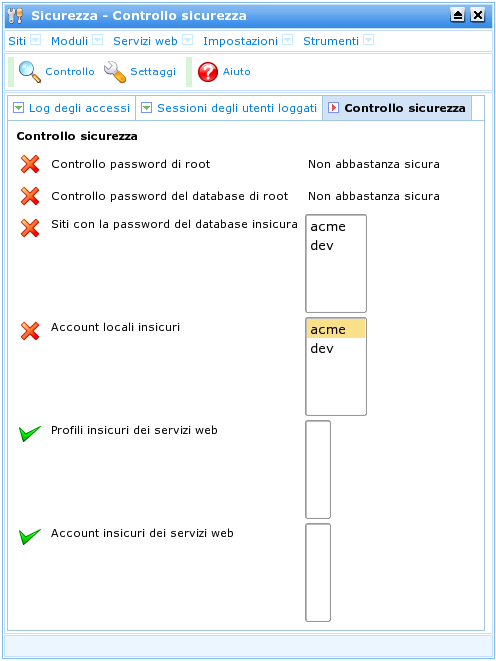 Sicurezza - Controllo sicurezza
Siti Moduli Servizi web Impostazioni Strumenti
Controllo Settaggi Aiuto
Log degli accessi Sessioni degli utenti loggati Controllo sicurezza
Controllo sicurezza
Controllo password di root Non abbastanza sicura
Controllo password del database di root Non abbastanza sicura
Siti con la password del database insicura acme
dev
Account locali insicuri acme
dev
Profili insicuri dei servizi web
Account insicuri dei servizi web